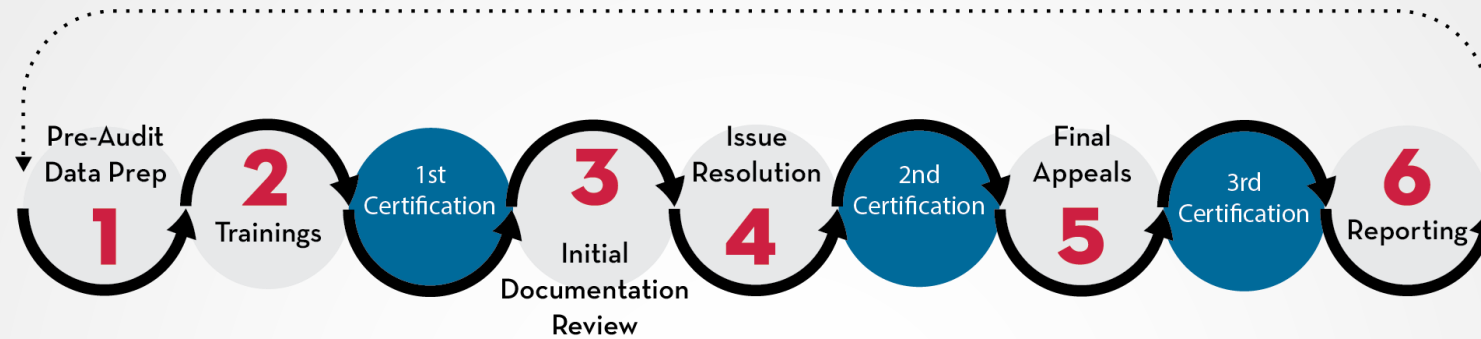 Pre-Audit
Data Prep
1
2
Trainings
1st
Certification
3
Initial
Documentation
Review
Issue
Resolution
4
2nd
Certification
Final
Appeals
5
3rd
Certification
6
Reporting